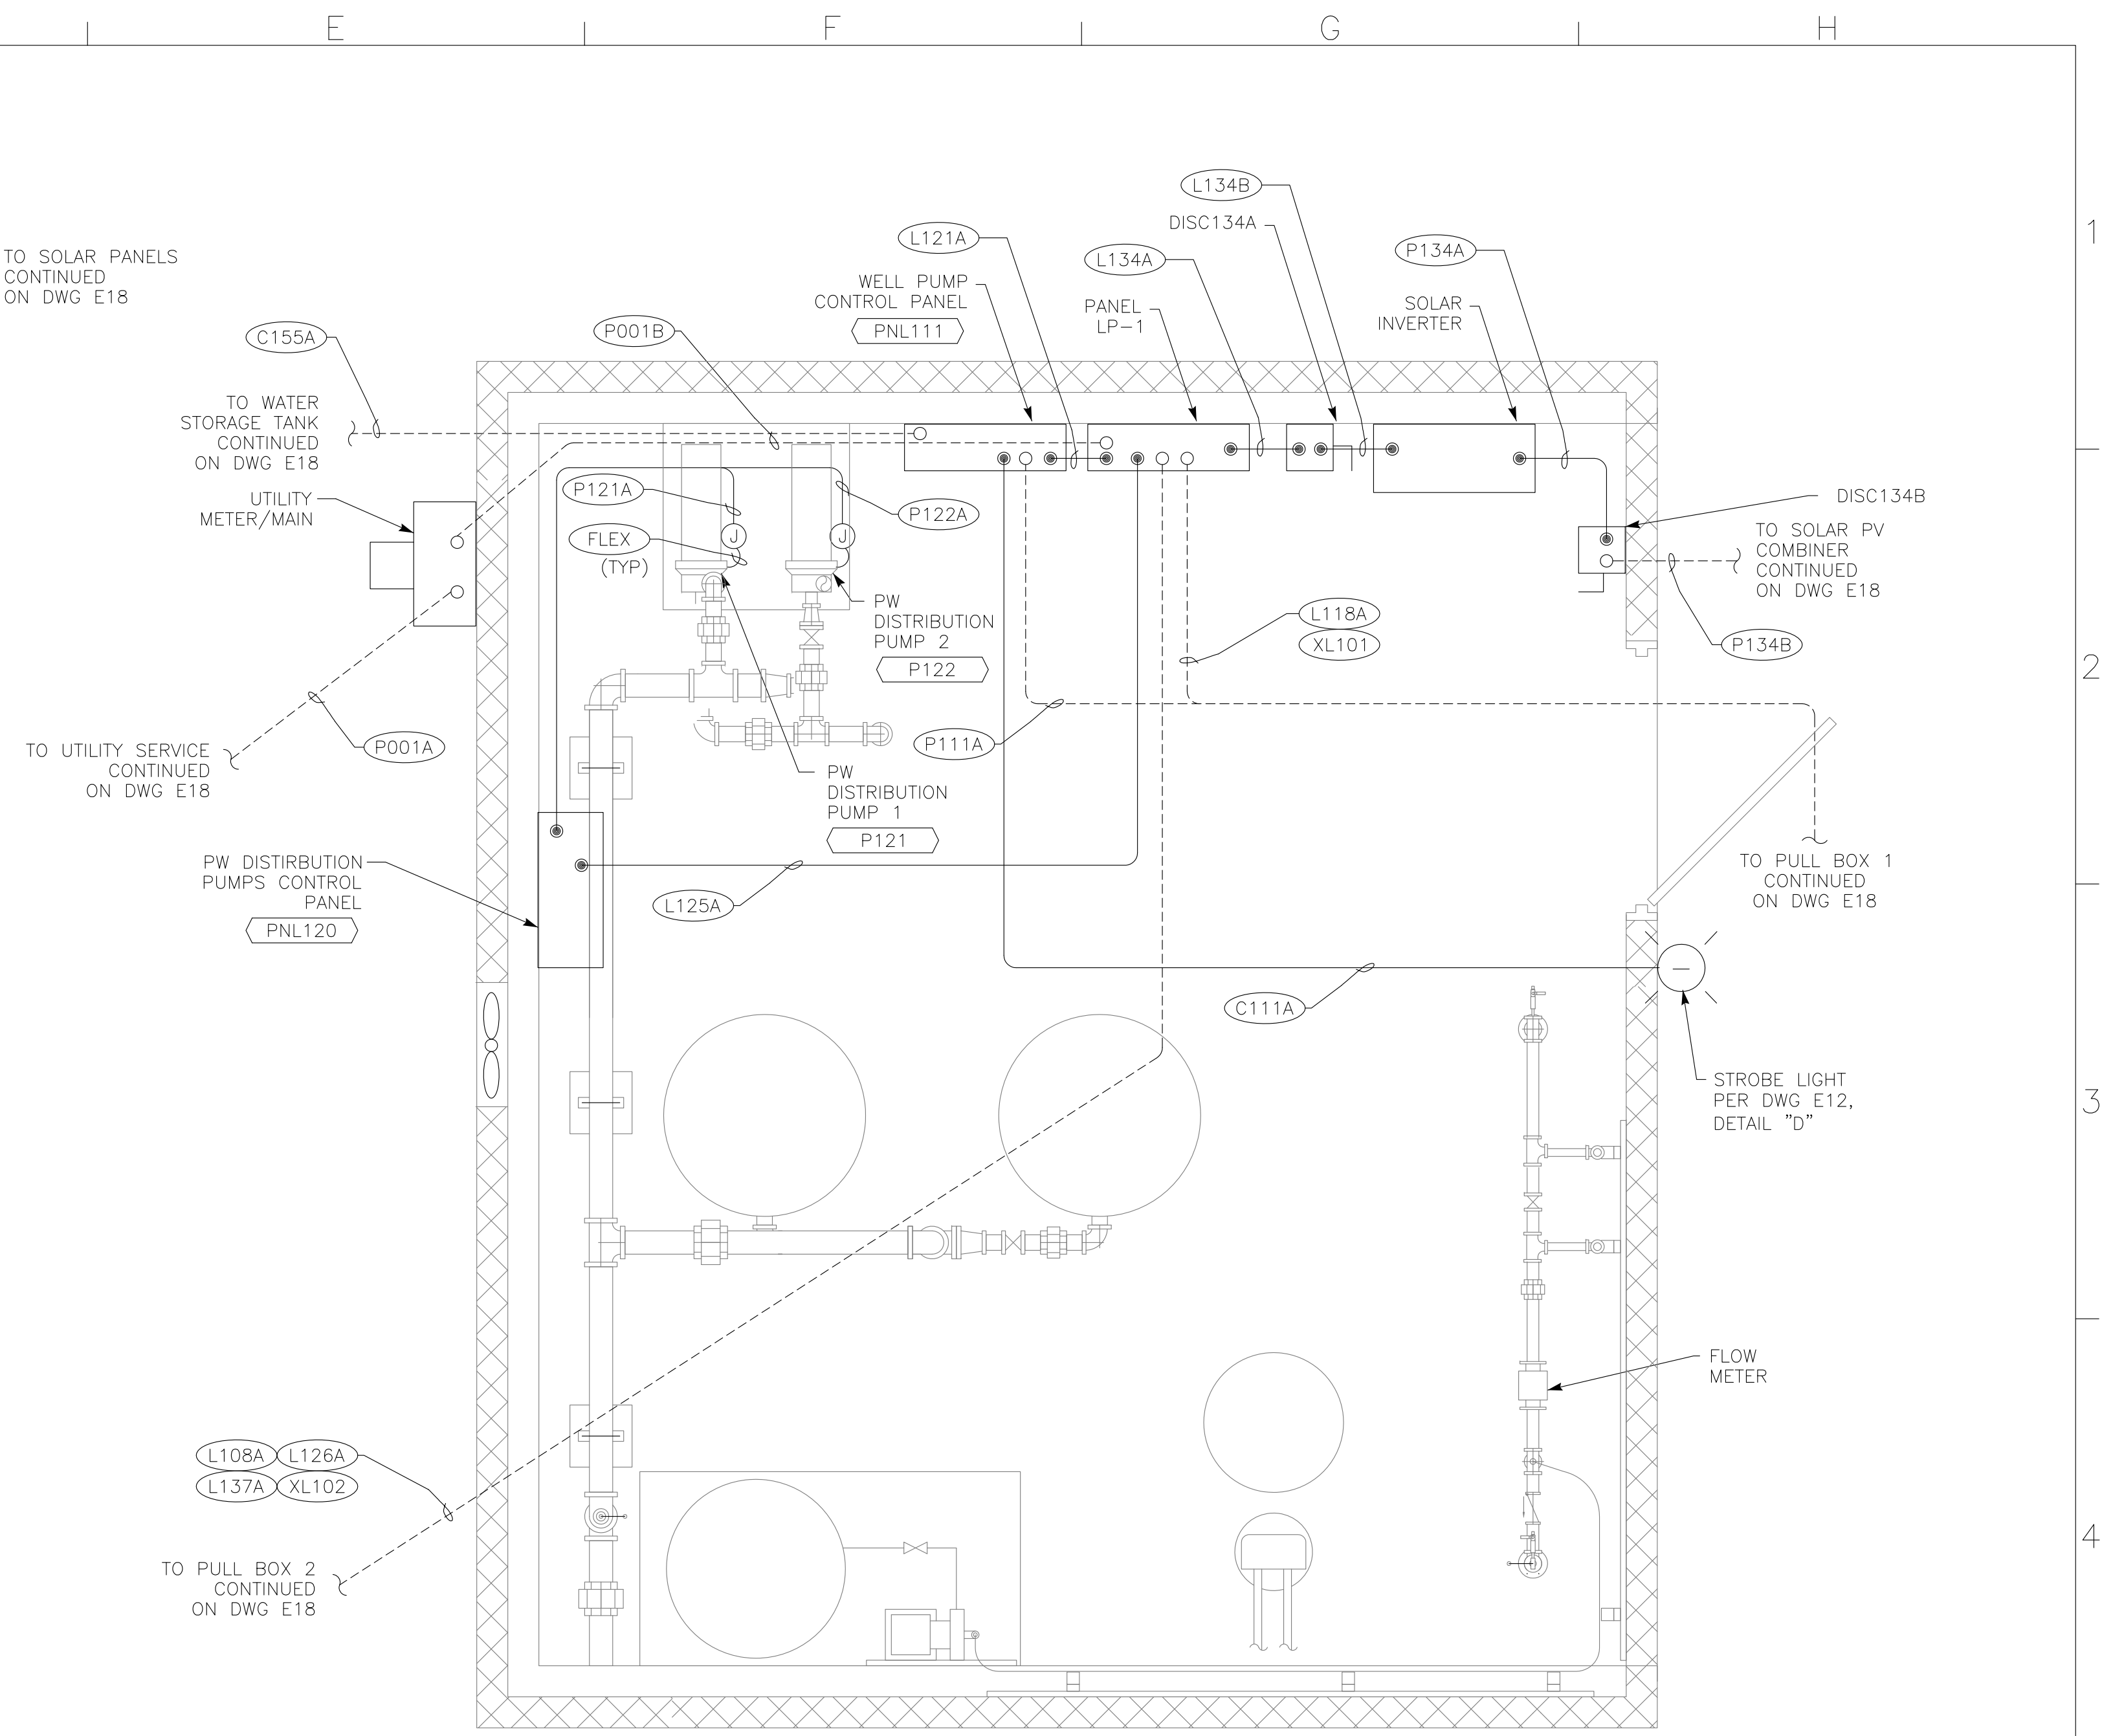 E
F
G
H
1
2
3
4
TO SOLAR PANELS
CONTINUED
ON DWG E18
C155A
TO WATER
STORAGE TANK
CONTINUED
ON DWG E18
UTILITY
METER/MAIN
P001B
L121A
WELL PUMP
CONTROL PANEL
PNL111
L134B
DISC134A
L134A
PANEL
LP-1
P134A
SOLAR
INVERTER
DISC134B
TO SOLAR PV
COMBINER
CONTINUED
ON DWG E18
P134B
P121A
FLEX
(TYP)
J
J
P122A
PW
DISTRIBUTION
PUMP 2
P122
L118A
XL101
P111A
TO UTILITY SERVICE
CONTINUED
ON DWG E18
P001A
PW
DISTRIBUTION
PUMP 1
P121
PW DISTIRBUTION
PUMPS CONTROL
PANEL
PNL120
L125A
TO PULL BOX 1
CONTINUED
ON DWG E18
C111A
STROBE LIGHT
PER DWG E12,
DETAIL "D"
FLOW
METER
L108A L126A
L137A XL102
TO PULL BOX 2
CONTINUED
ON DWG E18